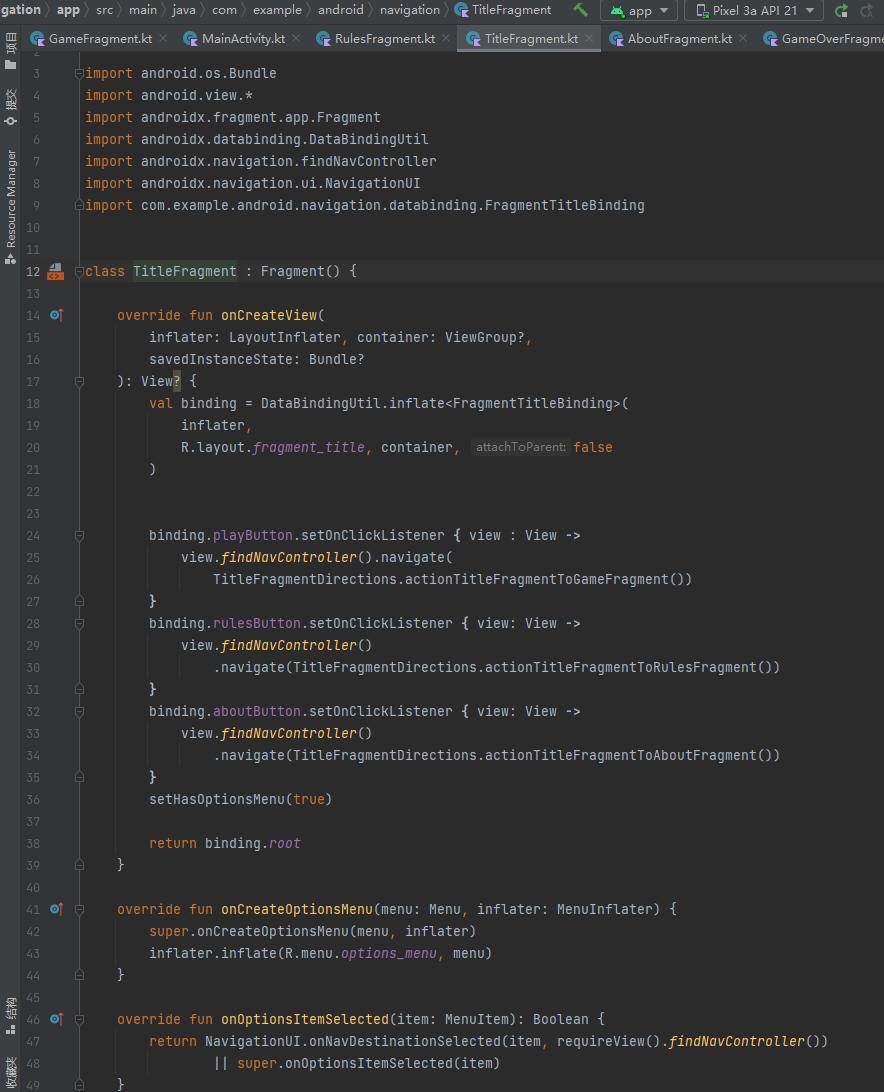 gation app src main java com example android navigation TitleFragment app Pixel 3a API 21
GameFragment.kt MainActivity.kt RulesFragment.kt TitleFragment.kt AboutFragment.kt GameOverFragme
项目
提交
Resource Manager
结构
收藏夹
3 import android.os.Bundle
4 import android.view.*
5 import androidx.fragment.app.Fragment
6 import androidx.databinding.DataBindingUtil
7 import androidx.navigation.findNavController
8 import androidx.navigation.ui.NavigationUI
9 import com.example.android.navigation.databinding.FragmentTitleBinding
10
11
12 class TitleFragment : Fragment() {
13
14 override fun onCreateView(
15 inflater: LayoutInflater, container: ViewGroup?,
16 savedInstanceState: Bundle?
17 ): View? {
18 val binding = DataBindingUtil.inflate<FragmentTitleBinding>(
19 inflater,
20 R.layout.fragment_title, container, attachToParent: false
21 )
22
23
24 binding.playButton.setOnClickListener { view : View ->
25 view.findNavController().navigate(
26 TitleFragmentDirections.actionTitleFragmentToGameFragment())
27 }
28 binding.rulesButton.setOnClickListener { view: View ->
29 view.findNavController()
30 .navigate(TitleFragmentDirections.actionTitleFragmentToRulesFragment())
31 }
32 binding.aboutButton.setOnClickListener { view: View ->
33 view.findNavController()
34 .navigate(TitleFragmentDirections.actionTitleFragmentToAboutFragment())
35 }
36 setHasOptionsMenu(true)
37
38 return binding.root
39 }
40
41 override fun onCreateOptionsMenu(menu: Menu, inflater: MenuInflater) {
42 super.onCreateOptionsMenu(menu, inflater)
43 inflater.inflate(R.menu.options_menu, menu)
44 }
45
46 override fun onOptionsItemSelected(item: MenuItem): Boolean {
47 return NavigationUI.onNavDestinationSelected(item, requireView().findNavController())
48 || super.onOptionsItemSelected(item)
49 }